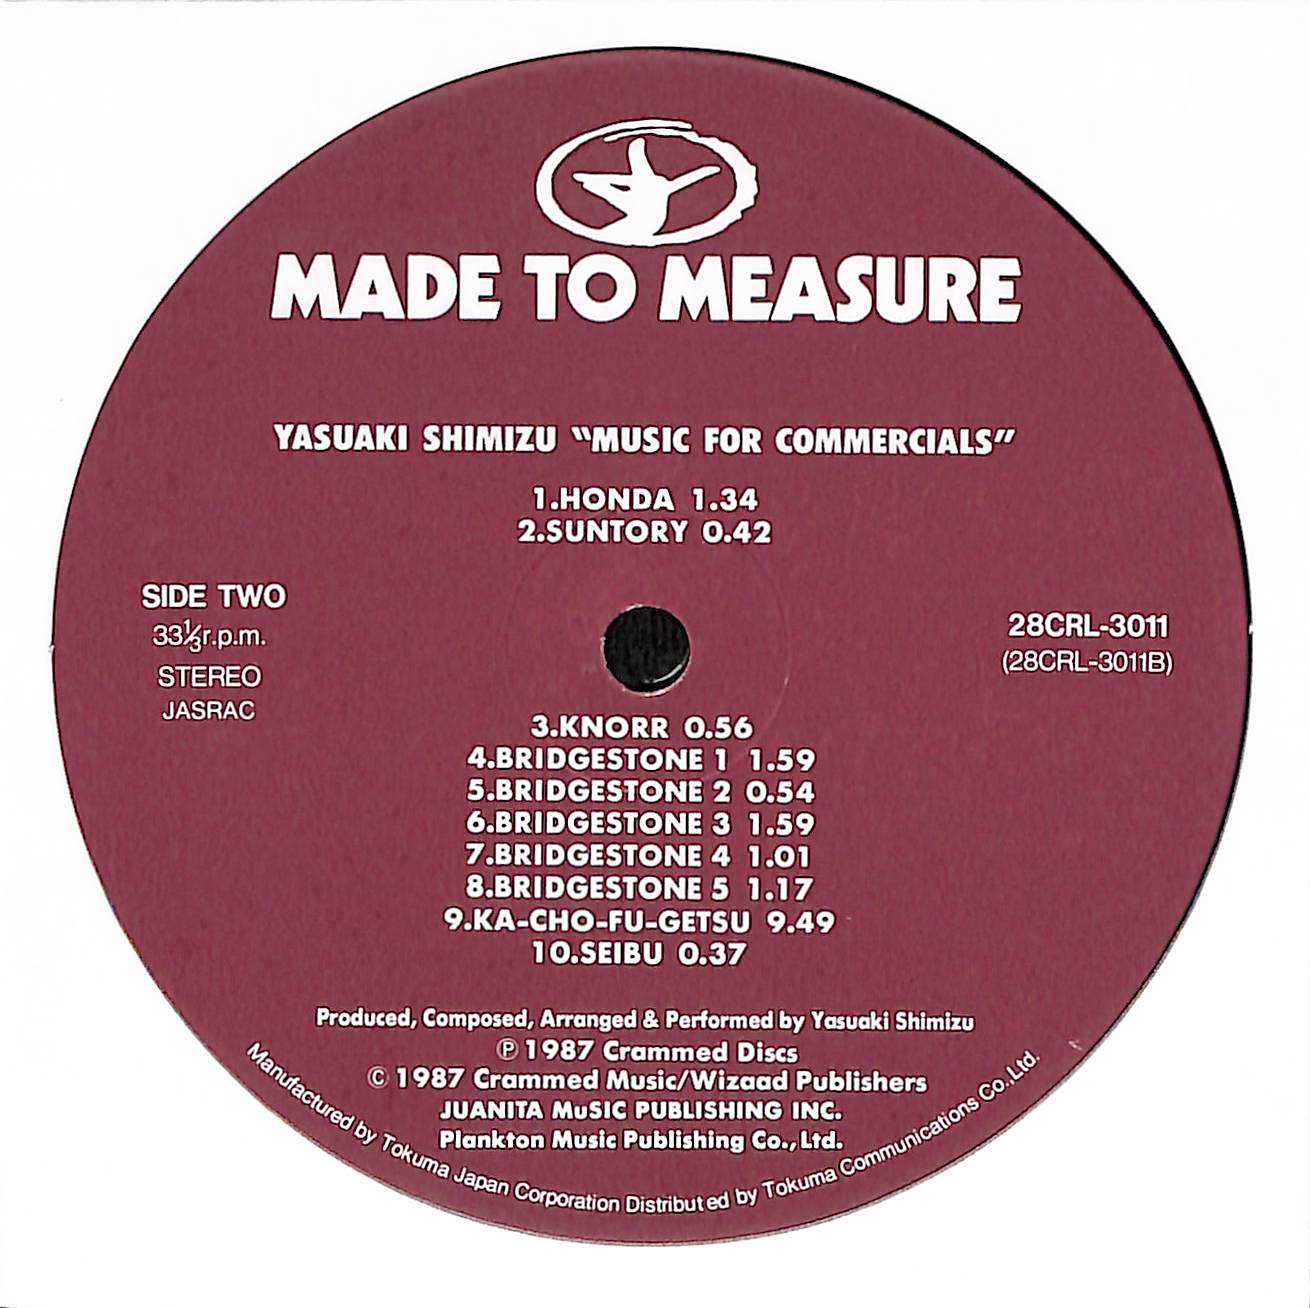 MADE TO MEASURE
YASUAKI SHIMIZU "MUSIC FOR COMMERCIALS"
1.HONDA 1.34
2.SUNTORY 0.42
SIDE TWO
33⅓r.p.m.
STEREO
JASRAC
28CRL-3011
(28CRL-3011B)
3.KNORR 0.56
4.BRIDGESTONE 1 1.59
5.BRIDGESTONE 2 0.54
6.BRIDGESTONE 3 1.59
7.BRIDGESTONE 4 1.01
8.BRIDGESTONE 5 1.17
9.KA-CHO-FU-GETSU 9.49
10.SEIBU 0.37
Produced, Composed, Arranged & Performed by Yasuaki Shimizu
Ⓟ 1987 Crammed Discs
© 1987 Crammed Music/Wizaad Publishers
JUANITA MuSIC PUBLISHING INC.
Plankton Music Publishing Co.,Ltd.
Manufactured by Tokuma Japan Corporation Distributed by Tokuma Communications Co.,Ltd.